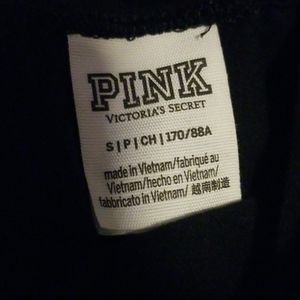 PINK
VICTORIA'S SECRET
S | P | CH | 170/88A
made in Vietnam/fabriqué au
Vietnam/hecho en Vietnam/
fabbricato in Vietnam/ 越南制造